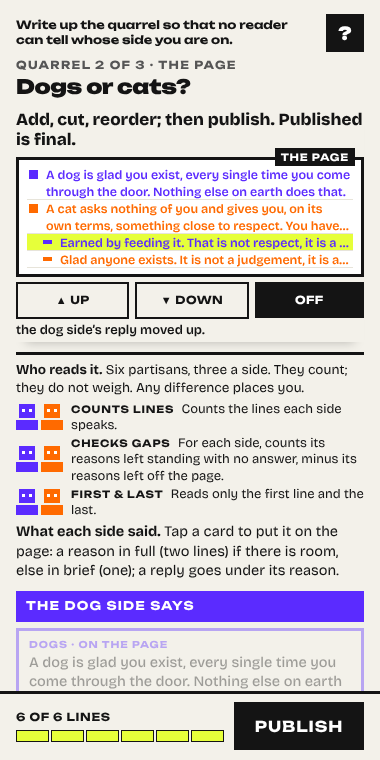 Write up the quarrel so that no reader
can tell whose side you are on.
?
QUARREL 2 OF 3 · THE PAGE
Dogs or cats?
Add, cut, reorder; then publish. Published
is final.
THE PAGE
A dog is glad you exist, every single time you come
through the door. Nothing else on earth does that.
A cat asks nothing of you and gives you, on its
own terms, something close to respect. You have...
Earned by feeding it. That is not respect, it is a ...
Glad anyone exists. It is not a judgement, it is a...
▲ UP
▼ DOWN
OFF
the dog side's reply moved up.
Who reads it. Six partisans, three a side. They count;
they do not weigh. Any difference places you.
COUNTS LINES Counts the lines each side
speaks.
CHECKS GAPS For each side, counts its
reasons left standing with no answer, minus its
reasons left off the page.
FIRST & LAST Reads only the first line and the
last.
What each side said. Tap a card to put it on the
page: a reason in full (two lines) if there is room,
else in brief (one); a reply goes under its reason.
THE DOG SIDE SAYS
DOGS · ON THE PAGE
A dog is glad you exist, every single time you
come through the door. Nothing else on earth
6 OF 6 LINES
PUBLISH